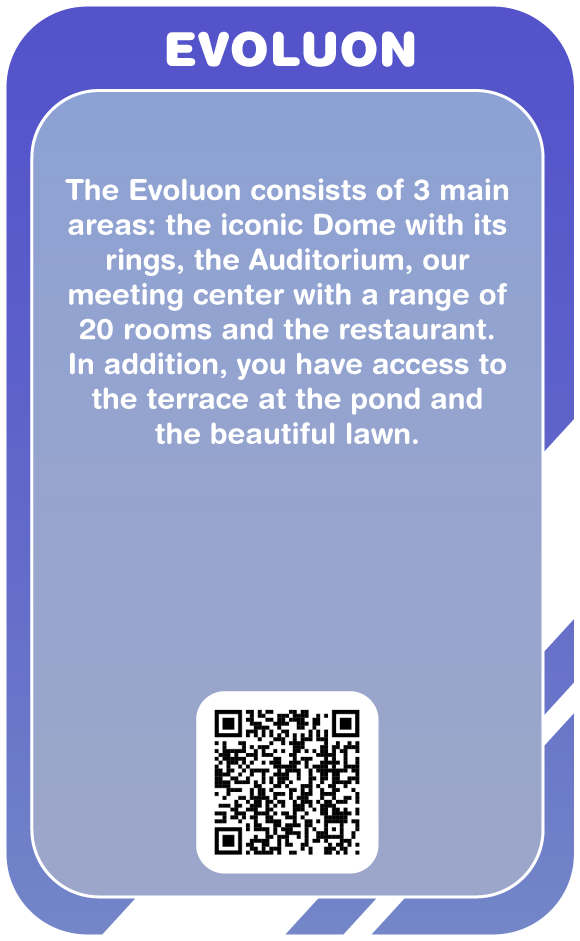 EVOLUON
The Evoluon consists of 3 main
areas: the iconic Dome with its
rings, the Auditorium, our
meeting center with a range of
20 rooms and the restaurant.
In addition, you have access to
the terrace at the pond and
the beautiful lawn.